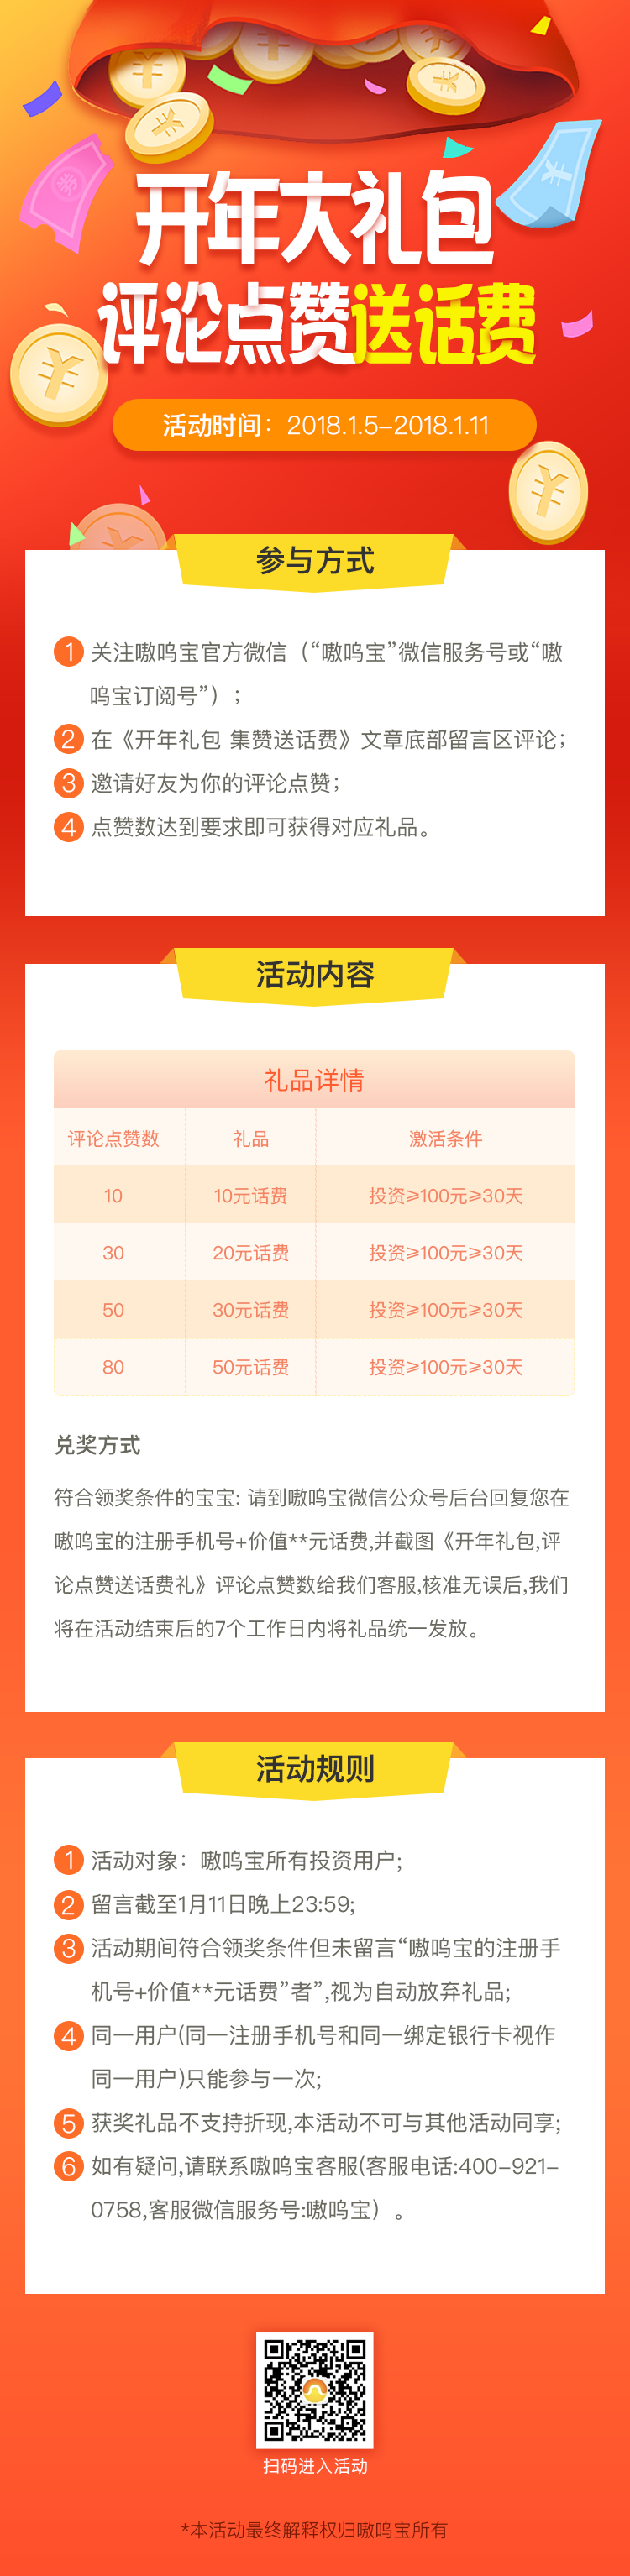 开年大礼包
评论点赞送话费
活动时间：2018.1.5-2018.1.11
参与方式
1 关注嗷呜宝官方微信（“嗷呜宝”微信服务号或“嗷
呜宝订阅号”）；
2 在《开年礼包 集赞送话费》文章底部留言区评论；
3 邀请好友为你的评论点赞；
4 点赞数达到要求即可获得对应礼品。
活动内容
礼品详情
评论点赞数 礼品 激活条件
10 10元话费 投资≥100元≥30天
30 20元话费 投资≥100元≥30天
50 30元话费 投资≥100元≥30天
80 50元话费 投资≥100元≥30天
兑奖方式
符合领奖条件的宝宝: 请到嗷呜宝微信公众号后台回复您在
嗷呜宝的注册手机号+价值**元话费,并截图《开年礼包,评
论点赞送话费礼》评论点赞数给我们客服,核准无误后,我们
将在活动结束后的7个工作日内将礼品统一发放。
活动规则
1 活动对象：嗷呜宝所有投资用户;
2 留言截至1月11日晚上23:59;
3 活动期间符合领奖条件但未留言“嗷呜宝的注册手
机号+价值**元话费”者”,视为自动放弃礼品;
4 同一用户(同一注册手机号和同一绑定银行卡视作
同一用户)只能参与一次;
5 获奖礼品不支持折现,本活动不可与其他活动同享;
6 如有疑问,请联系嗷呜宝客服(客服电话:400-921-
0758,客服微信服务号:嗷呜宝）。
扫码进入活动
*本活动最终解释权归嗷呜宝所有